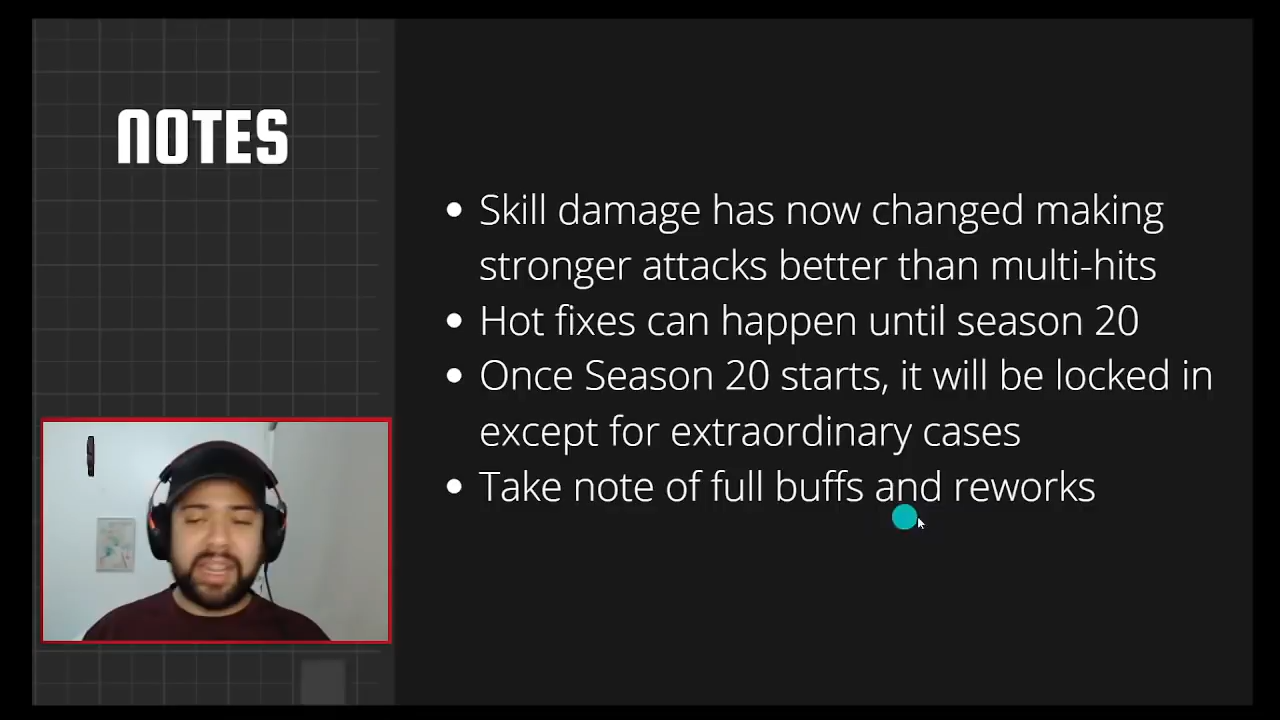 NOTES
• Skill damage has now changed making
stronger attacks better than multi-hits
• Hot fixes can happen until season 20
• Once Season 20 starts, it will be locked in
except for extraordinary cases
• Take note of full buffs and reworks